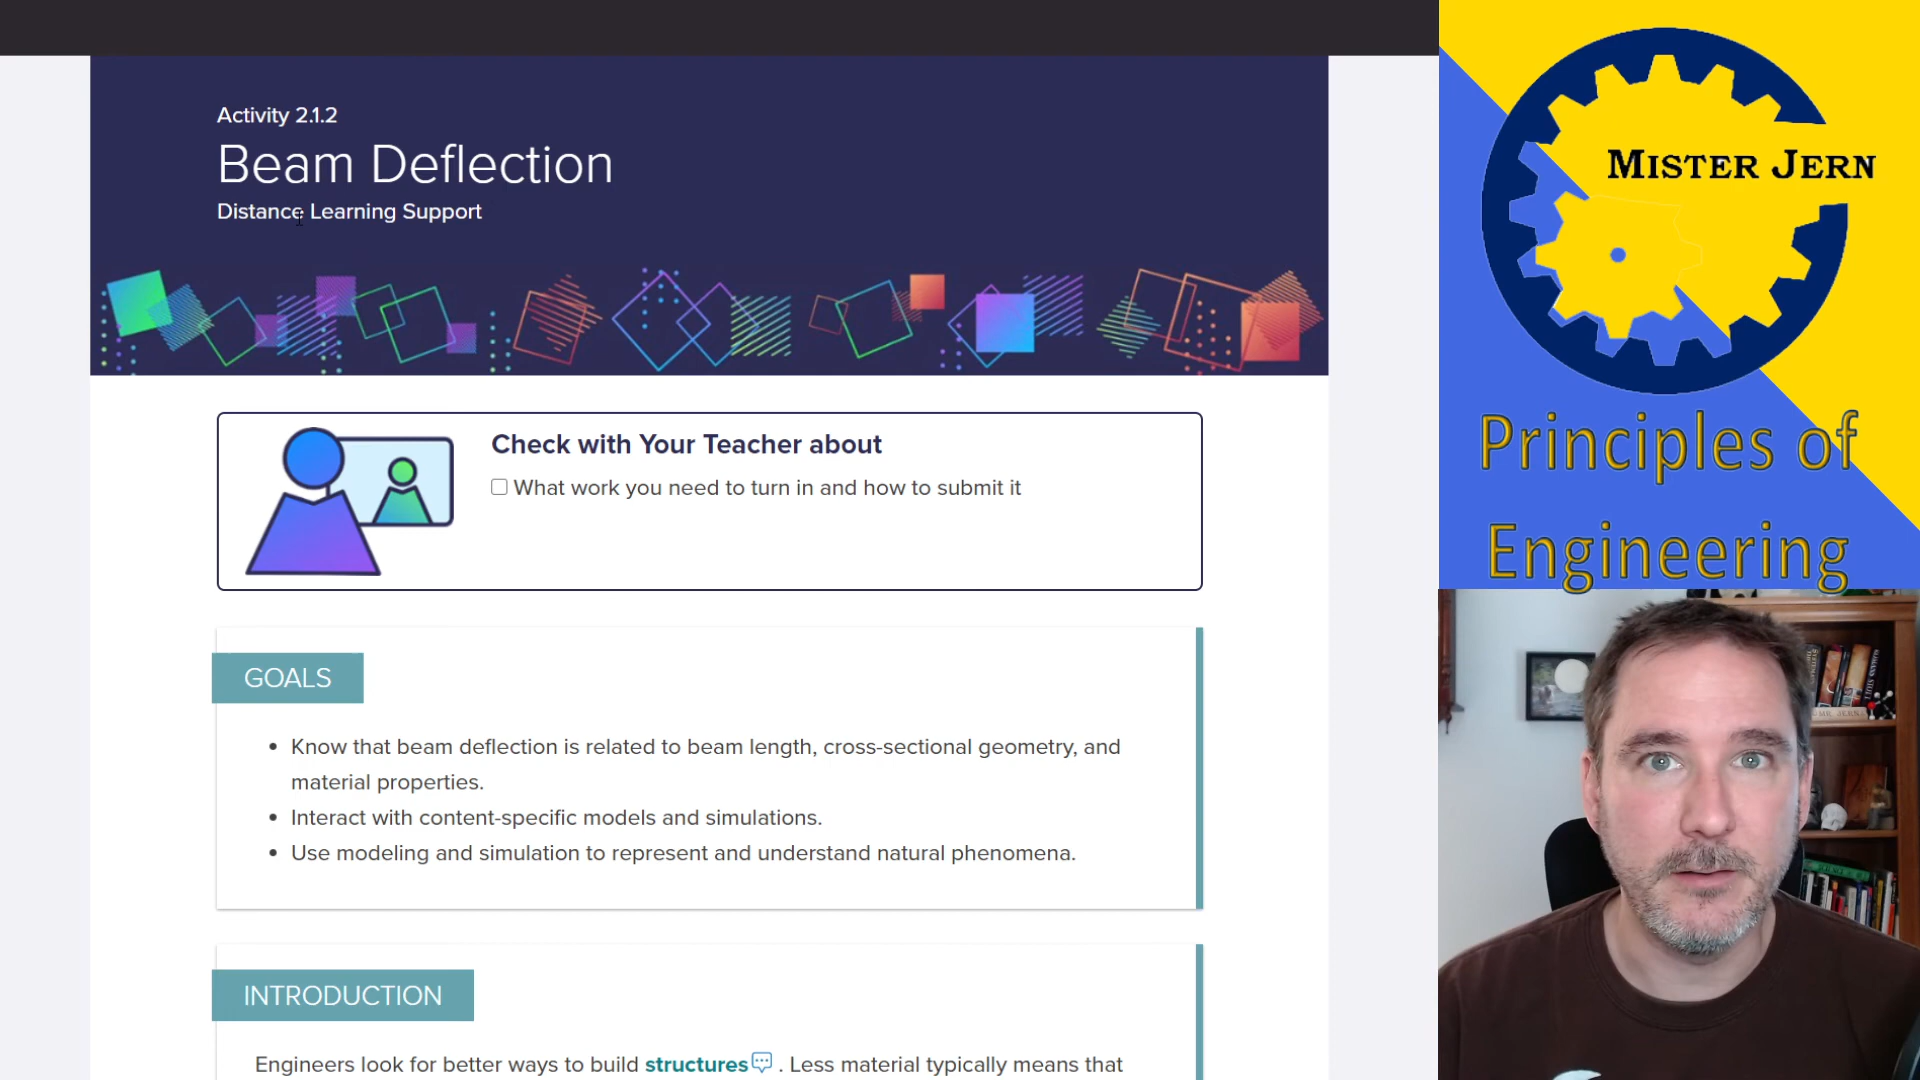 Activity 2.1.2
Beam Deflection
Distance Learning Support
Check with Your Teacher about
What work you need to turn in and how to submit it
GOALS
Know that beam deflection is related to beam length, cross-sectional geometry, and
material properties.
Interact with content-specific models and simulations.
Use modeling and simulation to represent and understand natural phenomena.
INTRODUCTION
Engineers look for better ways to build structures. Less material typically means that
MISTER JERN
Principles of
Engineering